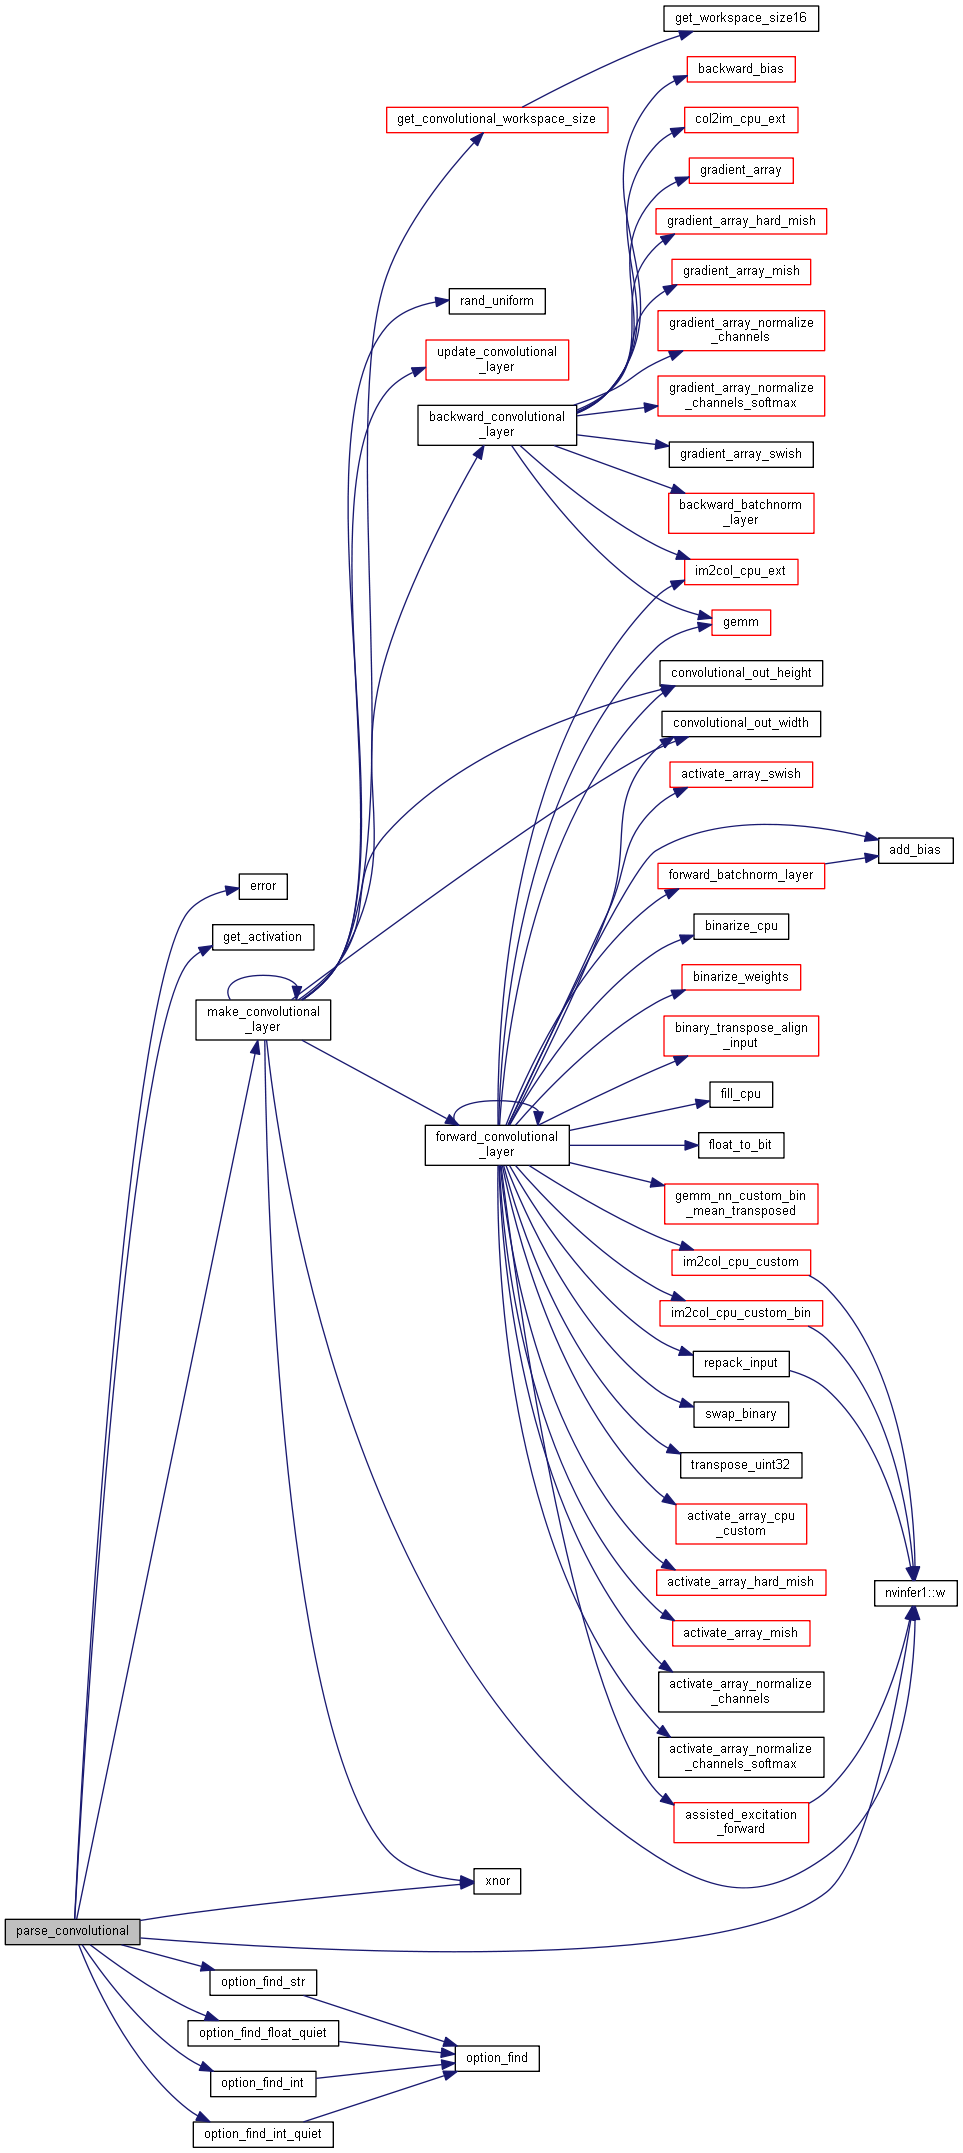 get_workspace_size16
backward_bias
get_convolutional_workspace_size
col2im_cpu_ext
gradient_array
gradient_array_hard_mish
gradient_array_mish
rand_uniform
gradient_array_normalize
_channels
update_convolutional
_layer
gradient_array_normalize
_channels_softmax
backward_convolutional
_layer
gradient_array_swish
backward_batchnorm
_layer
im2col_cpu_ext
gemm
convolutional_out_height
convolutional_out_width
activate_array_swish
add_bias
forward_batchnorm_layer
error
binarize_cpu
get_activation
binarize_weights
make_convolutional
_layer
binary_transpose_align
_input
fill_cpu
forward_convolutional
_layer
float_to_bit
gemm_nn_custom_bin
_mean_transposed
im2col_cpu_custom
im2col_cpu_custom_bin
repack_input
swap_binary
transpose_uint32
activate_array_cpu
_custom
activate_array_hard_mish
nvinfer1::w
activate_array_mish
activate_array_normalize
_channels
activate_array_normalize
_channels_softmax
assisted_excitation
_forward
xnor
parse_convolutional
option_find_str
option_find_float_quiet
option_find
option_find_int
option_find_int_quiet